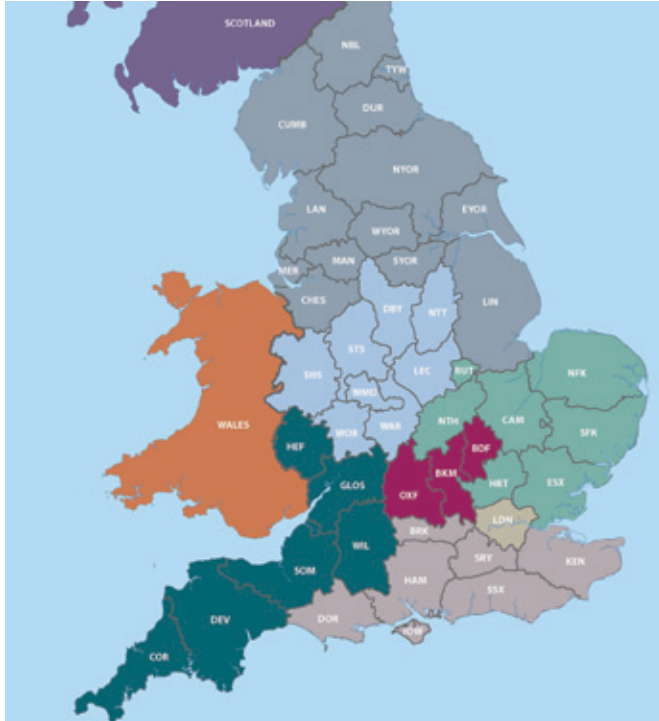 SCOTLAND
NBL
TYW
DUR
CUMB
NYOR
LAN
EYOR
WYOR
MAN
SYOR
MER
CHES
DBY
NTT
LIN
STS
SHS
LEC
RUT
NFK
WMD
NTH
CAM
WALES
HEF
WOR
WAR
SFK
BDF
BKM
GLOS
OXF
HRT
ESX
LDN
BRK
WIL
SOM
SRY
KEN
HAM
SSX
DEV
DOR
IOW
COR